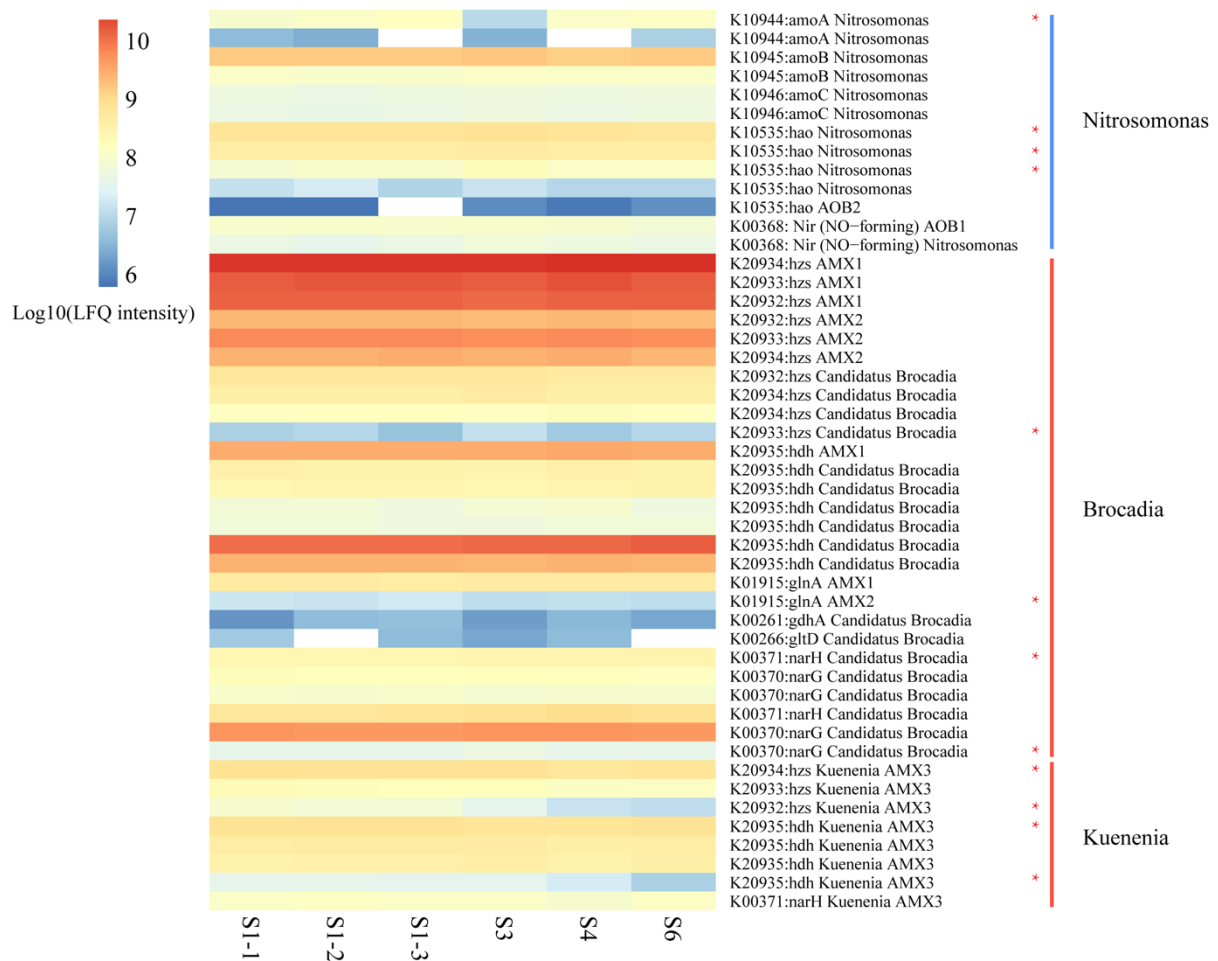 10
9
8
7
6
Log10(LFQ intensity)
K10944:amoA Nitrosomonas *
K10944:amoA Nitrosomonas
K10945:amoB Nitrosomonas
K10945:amoB Nitrosomonas
K10946:amoC Nitrosomonas
K10946:amoC Nitrosomonas
K10535:hao Nitrosomonas *
K10535:hao Nitrosomonas *
K10535:hao Nitrosomonas *
K10535:hao Nitrosomonas
K10535:hao AOB2
K00368: Nir (NO−forming) AOB1
K00368: Nir (NO−forming) Nitrosomonas
Nitrosomonas
K20934:hzs AMX1
K20933:hzs AMX1
K20932:hzs AMX1
K20932:hzs AMX2
K20933:hzs AMX2
K20934:hzs AMX2
K20932:hzs Candidatus Brocadia
K20934:hzs Candidatus Brocadia
K20934:hzs Candidatus Brocadia
K20933:hzs Candidatus Brocadia *
K20935:hdh AMX1
K20935:hdh Candidatus Brocadia
K20935:hdh Candidatus Brocadia
K20935:hdh Candidatus Brocadia
K20935:hdh Candidatus Brocadia
K20935:hdh Candidatus Brocadia
K20935:hdh Candidatus Brocadia
K01915:glnA AMX1
K01915:glnA AMX2 *
K00261:gdhA Candidatus Brocadia
K00266:gltD Candidatus Brocadia
K00371:narH Candidatus Brocadia *
K00370:narG Candidatus Brocadia
K00370:narG Candidatus Brocadia
K00371:narH Candidatus Brocadia
K00370:narG Candidatus Brocadia
K00370:narG Candidatus Brocadia *
Brocadia
K20934:hzs Kuenenia AMX3 *
K20933:hzs Kuenenia AMX3
K20932:hzs Kuenenia AMX3 *
K20935:hdh Kuenenia AMX3 *
K20935:hdh Kuenenia AMX3
K20935:hdh Kuenenia AMX3
K20935:hdh Kuenenia AMX3 *
K00371:narH Kuenenia AMX3
Kuenenia
S1-1
S1-2
S1-3
S3
S4
S6